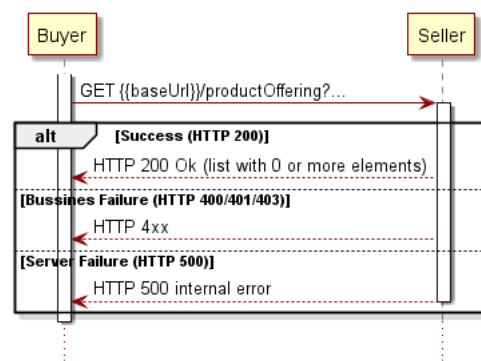 Buyer
Seller
GET {{baseUrl}}/productOffering?...
alt
[Success (HTTP 200)]
HTTP 200 Ok (list with 0 or more elements)
[Bussines Failure (HTTP 400/401/403)]
HTTP 4xx
[Server Failure (HTTP 500)]
HTTP 500 internal error